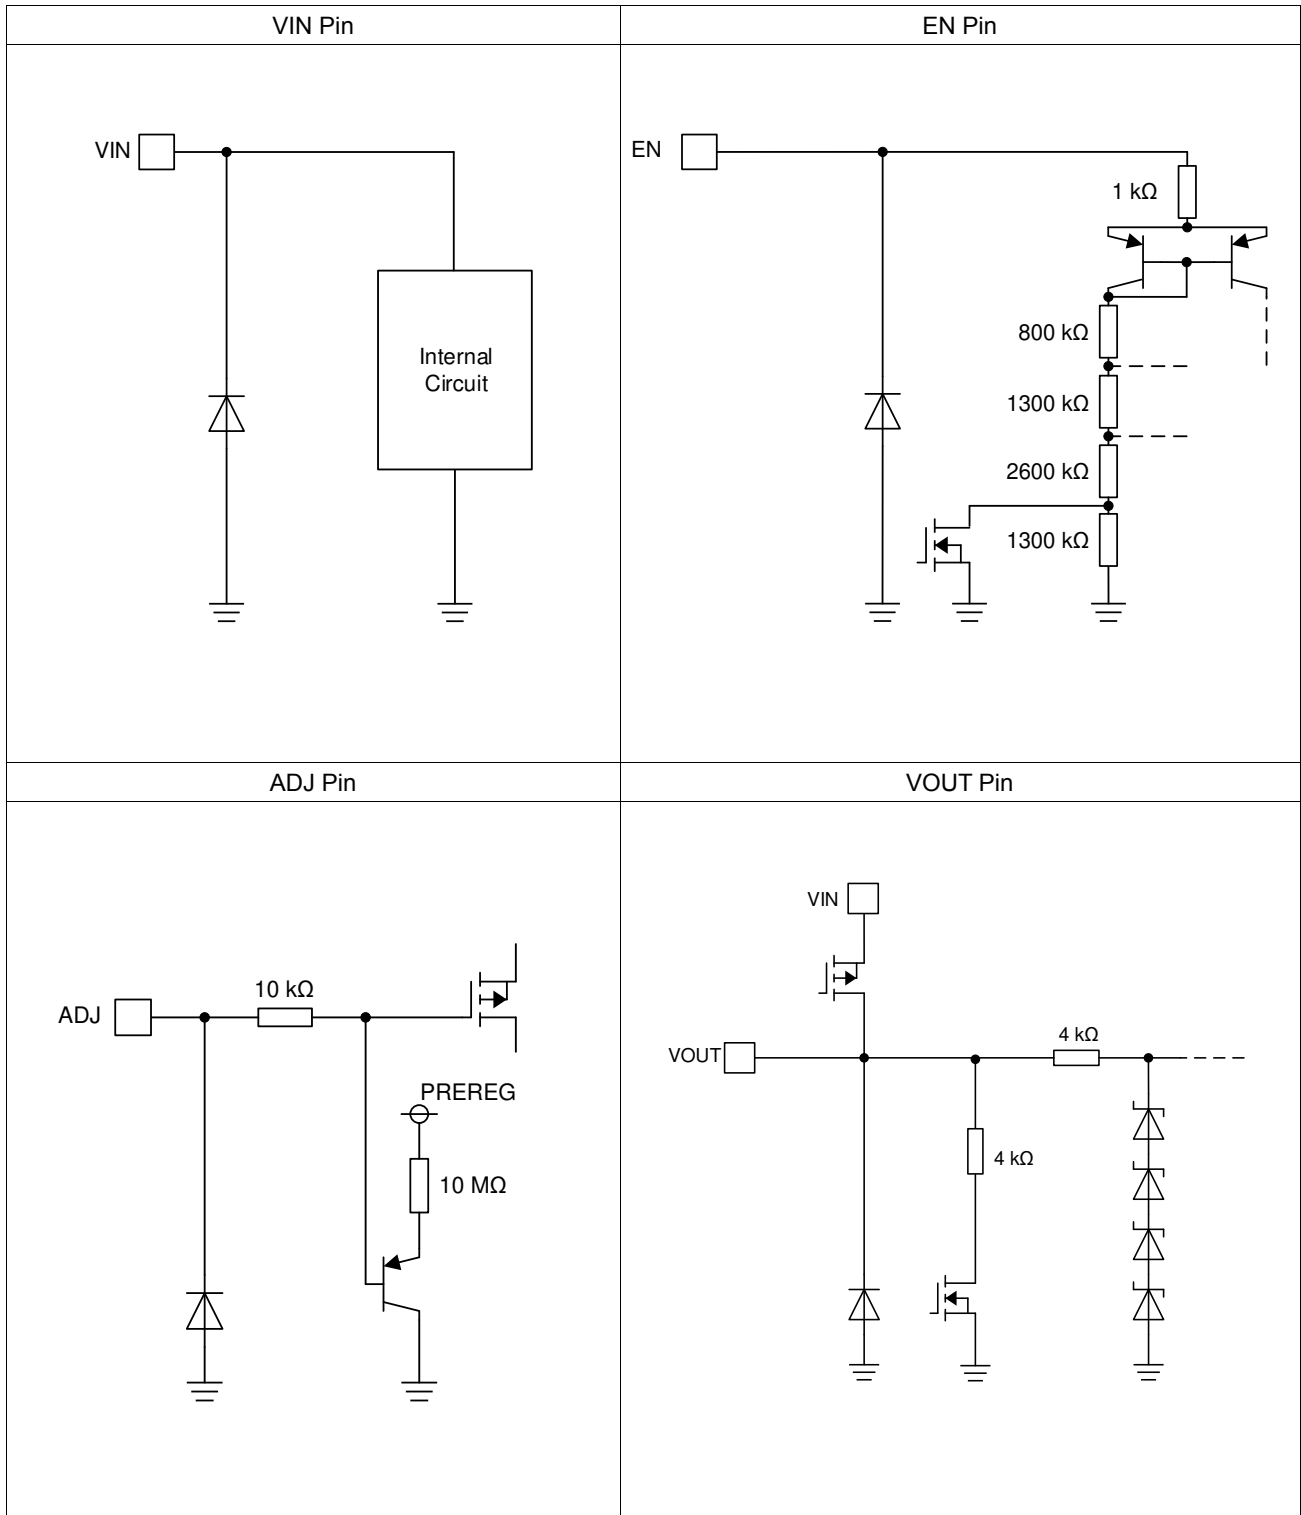 VIN Pin
EN Pin
VIN
Internal
Circuit
EN
1 kΩ
800 kΩ
1300 kΩ
2600 kΩ
1300 kΩ
ADJ Pin
VOUT Pin
ADJ
10 kΩ
PREREG
10 MΩ
VIN
VOUT
4 kΩ
4 kΩ